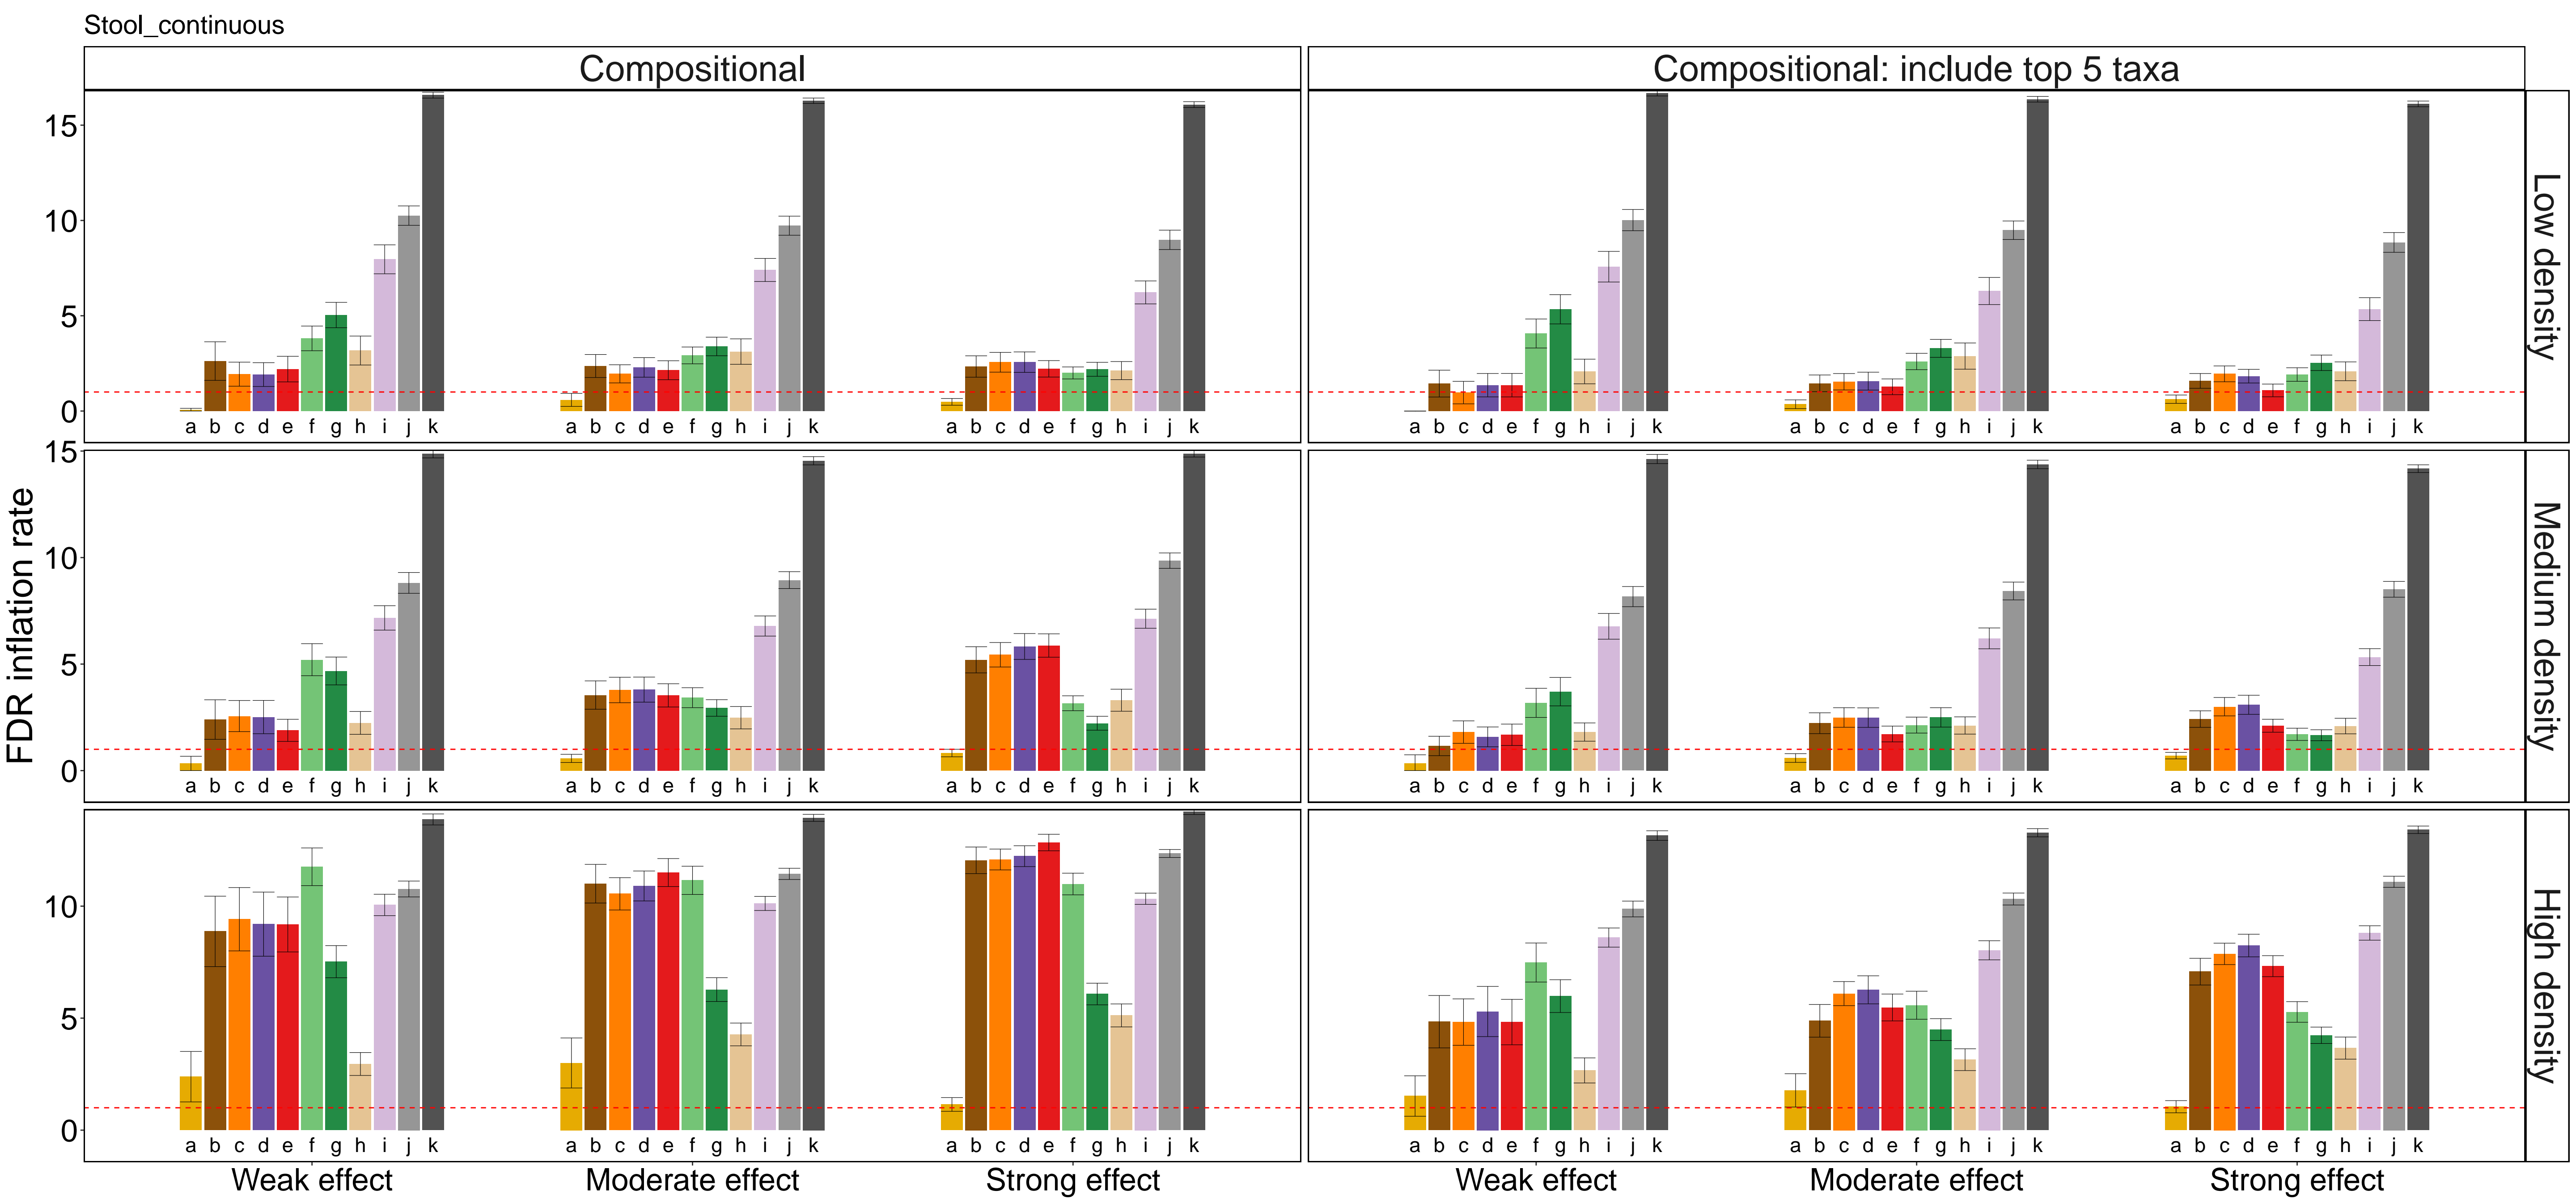 Stool_continuous
Compositional
Compositional: include top 5 taxa
FDR inflation rate
15
10
5
0
a b c d e f g h i j k
a b c d e f g h i j k
a b c d e f g h i j k
a b c d e f g h i j k
a b c d e f g h i j k
a b c d e f g h i j k
Low density
15
10
5
0
a b c d e f g h i j k
a b c d e f g h i j k
a b c d e f g h i j k
a b c d e f g h i j k
a b c d e f g h i j k
a b c d e f g h i j k
Medium density
10
5
0
a b c d e f g h i j k
a b c d e f g h i j k
a b c d e f g h i j k
a b c d e f g h i j k
a b c d e f g h i j k
a b c d e f g h i j k
High density
Weak effect
Moderate effect
Strong effect
Weak effect
Moderate effect
Strong effect